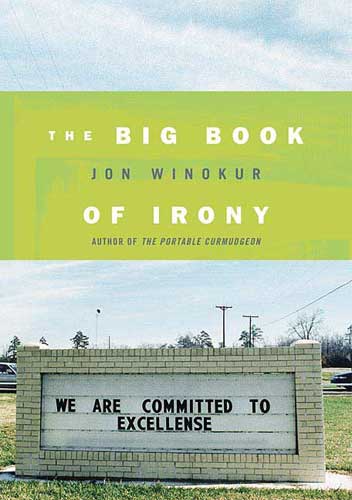 THE BIG BOOK
JON WINOKUR
OF IRONY
AUTHOR OF THE PORTABLE CURMUDGEON
WE ARE COMMITTED TO
EXCELLENSE